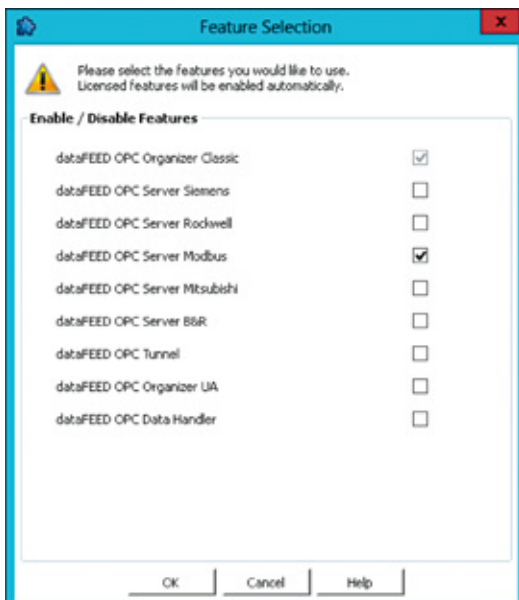 Feature Selection
Please select the features you would like to use.
Licensed features will be enabled automatically.
Enable / Disable Features
dataFEED OPC Organizer Classic
dataFEED OPC Server Siemens
dataFEED OPC Server Rockwell
dataFEED OPC Server Modbus
dataFEED OPC Server Mitsubishi
dataFEED OPC Server B&R
dataFEED OPC Tunnel
dataFEED OPC Organizer UA
dataFEED OPC Data Handler
OK Cancel Help